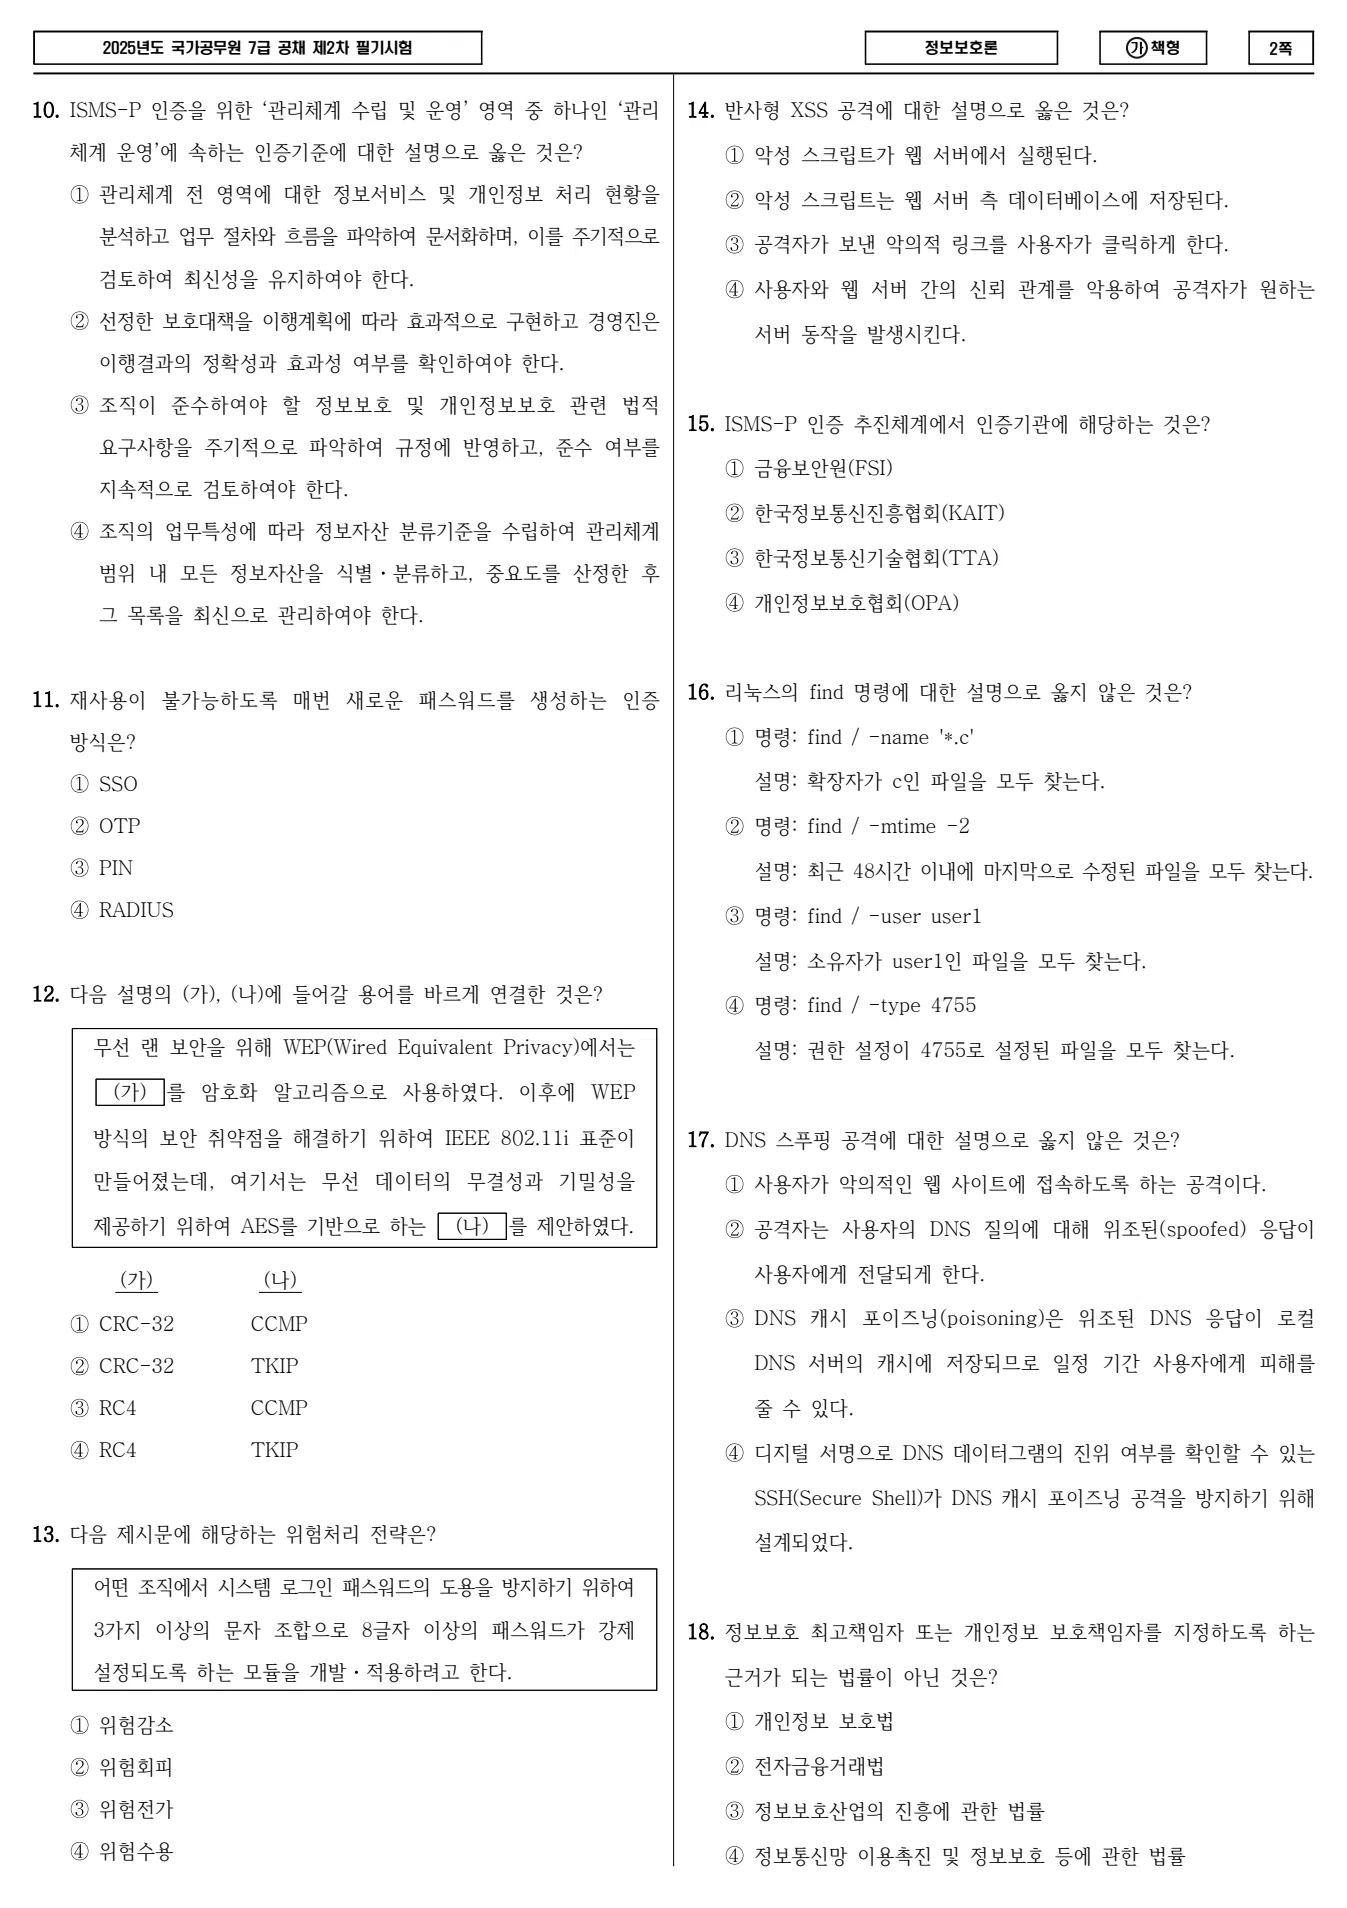 2025년도 국가공무원 7급 공채 제2차 필기시험
정보보호론
㉮ 책형
2쪽
10. ISMS-P 인증을 위한 ‘관리체계 수립 및 운영’ 영역 중 하나인 ‘관리
체계 운영’에 속하는 인증기준에 대한 설명으로 옳은 것은?
① 관리체계 전 영역에 대한 정보서비스 및 개인정보 처리 현황을
분석하고 업무 절차와 흐름을 파악하여 문서화하며, 이를 주기적으로
검토하여 최신성을 유지하여야 한다.
② 선정한 보호대책을 이행계획에 따라 효과적으로 구현하고 경영진은
이행결과의 정확성과 효과성 여부를 확인하여야 한다.
③ 조직이 준수하여야 할 정보보호 및 개인정보보호 관련 법적
요구사항을 주기적으로 파악하여 규정에 반영하고, 준수 여부를
지속적으로 검토하여야 한다.
④ 조직의 업무특성에 따라 정보자산 분류기준을 수립하여 관리체계
범위 내 모든 정보자산을 식별･분류하고, 중요도를 산정한 후
그 목록을 최신으로 관리하여야 한다.
11. 재사용이 불가능하도록 매번 새로운 패스워드를 생성하는 인증
방식은?
① SSO
② OTP
③ PIN
④ RADIUS
12. 다음 설명의 (가), (나)에 들어갈 용어를 바르게 연결한 것은?
무선 랜 보안을 위해 WEP(Wired Equivalent Privacy)에서는
(가) 를 암호화 알고리즘으로 사용하였다. 이후에 WEP
방식의 보안 취약점을 해결하기 위하여 IEEE 802.11i 표준이
만들어졌는데, 여기서는 무선 데이터의 무결성과 기밀성을
제공하기 위하여 AES를 기반으로 하는 (나) 를 제안하였다.
(가) (나)
① CRC-32 CCMP
② CRC-32 TKIP
③ RC4 CCMP
④ RC4 TKIP
13. 다음 제시문에 해당하는 위험처리 전략은?
어떤 조직에서 시스템 로그인 패스워드의 도용을 방지하기 위하여
3가지 이상의 문자 조합으로 8글자 이상의 패스워드가 강제
설정되도록 하는 모듈을 개발･적용하려고 한다.
① 위험감소
② 위험회피
③ 위험전가
④ 위험수용
14. 반사형 XSS 공격에 대한 설명으로 옳은 것은?
① 악성 스크립트가 웹 서버에서 실행된다.
② 악성 스크립트는 웹 서버 측 데이터베이스에 저장된다.
③ 공격자가 보낸 악의적 링크를 사용자가 클릭하게 한다.
④ 사용자와 웹 서버 간의 신뢰 관계를 악용하여 공격자가 원하는
서버 동작을 발생시킨다.
15. ISMS-P 인증 추진체계에서 인증기관에 해당하는 것은?
① 금융보안원(FSI)
② 한국정보통신진흥협회(KAIT)
③ 한국정보통신기술협회(TTA)
④ 개인정보보호협회(OPA)
16. 리눅스의 find 명령에 대한 설명으로 옳지 않은 것은?
① 명령: find / -name '*.c'
설명: 확장자가 c인 파일을 모두 찾는다.
② 명령: find / -mtime -2
설명: 최근 48시간 이내에 마지막으로 수정된 파일을 모두 찾는다.
③ 명령: find / -user user1
설명: 소유자가 user1인 파일을 모두 찾는다.
④ 명령: find / -type 4755
설명: 권한 설정이 4755로 설정된 파일을 모두 찾는다.
17. DNS 스푸핑 공격에 대한 설명으로 옳지 않은 것은?
① 사용자가 악의적인 웹 사이트에 접속하도록 하는 공격이다.
② 공격자는 사용자의 DNS 질의에 대해 위조된(spoofed) 응답이
사용자에게 전달되게 한다.
③ DNS 캐시 포이즈닝(poisoning)은 위조된 DNS 응답이 로컬
DNS 서버의 캐시에 저장되므로 일정 기간 사용자에게 피해를
줄 수 있다.
④ 디지털 서명으로 DNS 데이터그램의 진위 여부를 확인할 수 있는
SSH(Secure Shell)가 DNS 캐시 포이즈닝 공격을 방지하기 위해
설계되었다.
18. 정보보호 최고책임자 또는 개인정보 보호책임자를 지정하도록 하는
근거가 되는 법률이 아닌 것은?
① 개인정보 보호법
② 전자금융거래법
③ 정보보호산업의 진흥에 관한 법률
④ 정보통신망 이용촉진 및 정보보호 등에 관한 법률